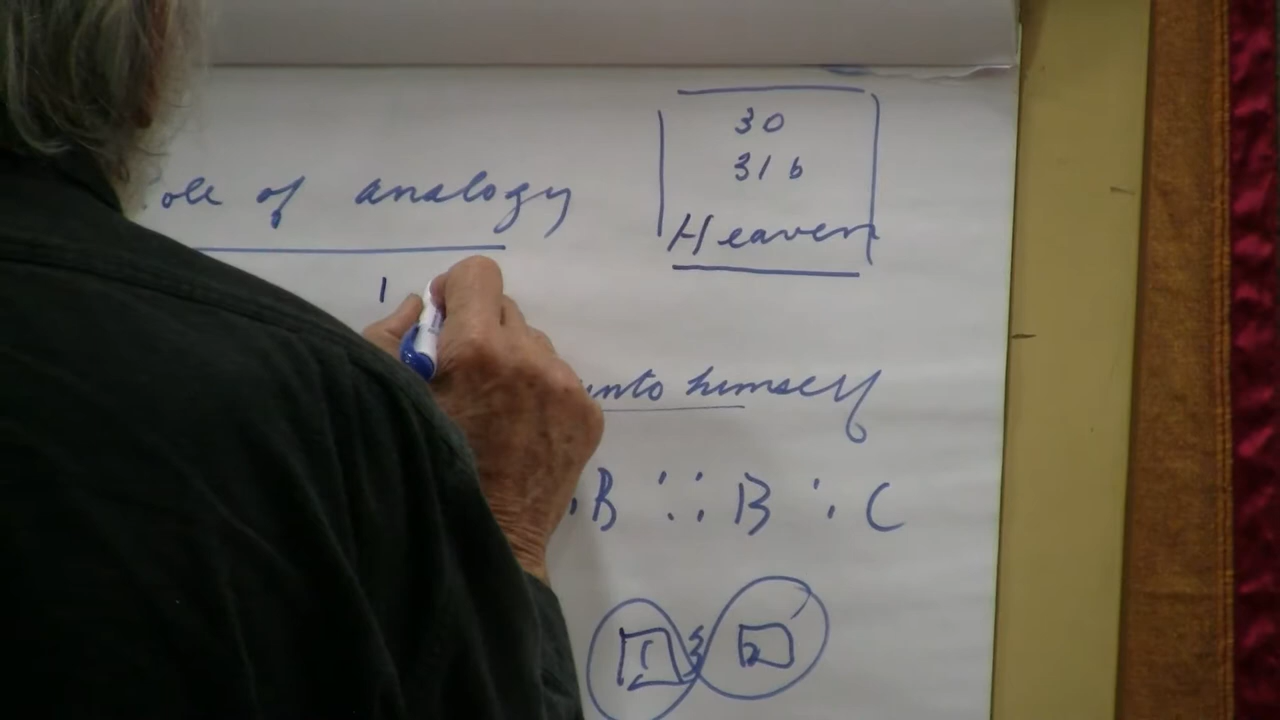 ole of analogy
30
31b
Heaven
1
unto himself
B :: B : C
1 2